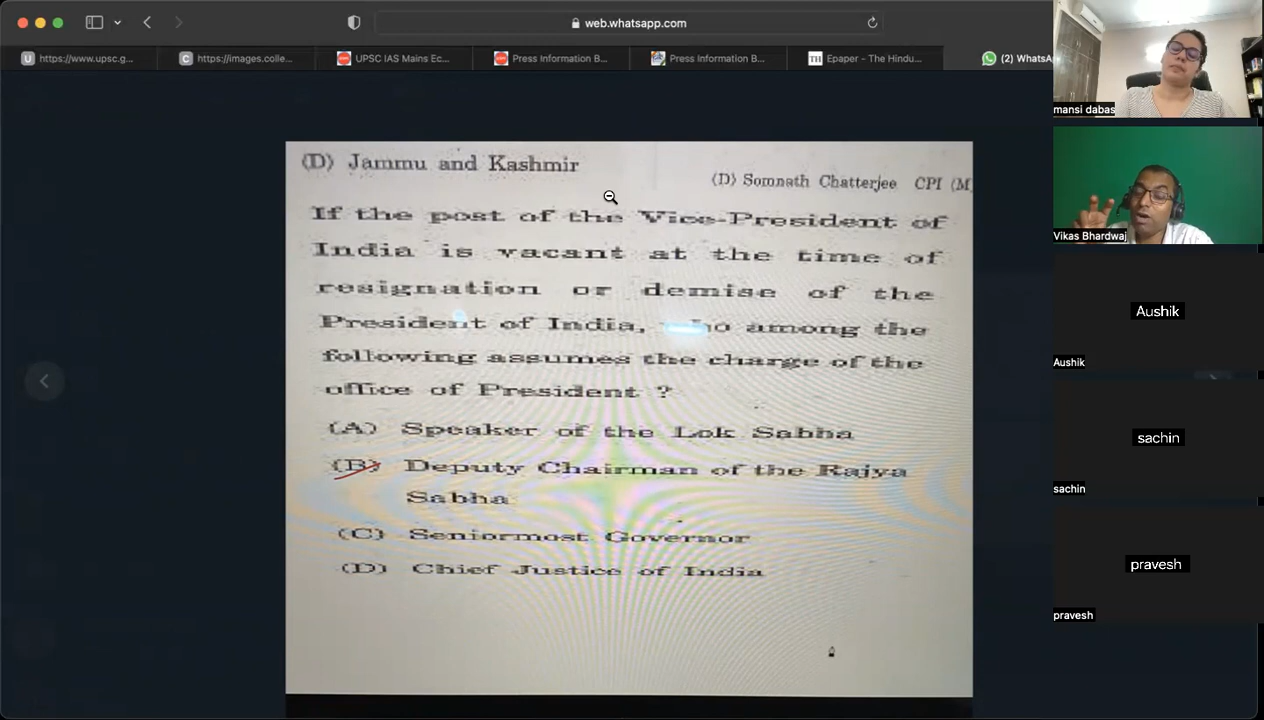 web.whatsapp.com
https://www.upsc.g...
https://images.colle...
UPSC IAS Mains Ec...
Press Information B...
Press Information B...
Epaper - The Hindu...
(2) WhatsA
(D) Jammu and Kashmir
(D) Somnath Chatterjee CPI (M
If the post of the Vice-President of
India is vacant at the time of
resignation or demise of the
President of India, among the
following assumes the charge of the
office of President ?
(A) Speaker of the Lok Sabha
(B) Deputy Chairman of the Rajya
Sabha
(C) Seniormost Governor
(D) Chief Justice of India
mansi dabas
Vikas Bhardwaj
Aushik
Aushik
sachin
sachin
pravesh
pravesh